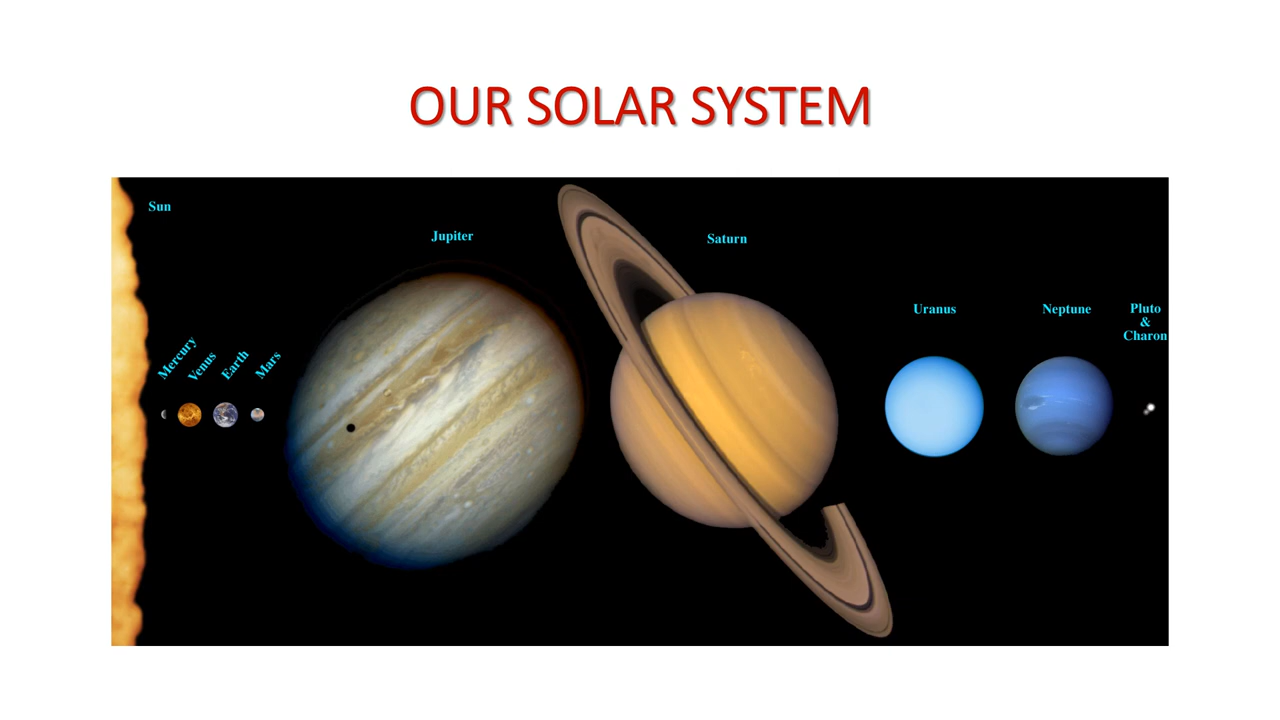 OUR SOLAR SYSTEM
Sun
Mercury
Venus
Earth
Mars
Jupiter
Saturn
Uranus
Neptune
Pluto
&
Charon